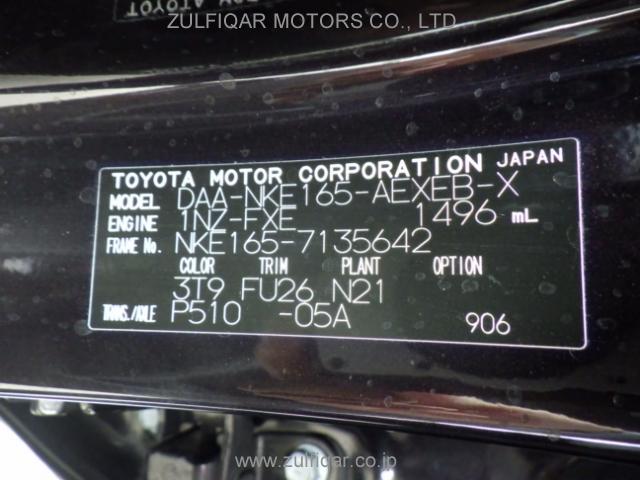 ZULFIQAR MOTORS CO., LTD.
TOYOTA MOTOR CORPORATION JAPAN
MODEL DAA-NKE165-AEXEB-X
ENGINE 1NZ-FXE 1496 mL
FRAME No. NKE165-7135642
COLOR TRIM PLANT OPTION
3T9 FU26 N21
TRANS./AXLE P510 -05A 906
www.zulfiqar.co.jp